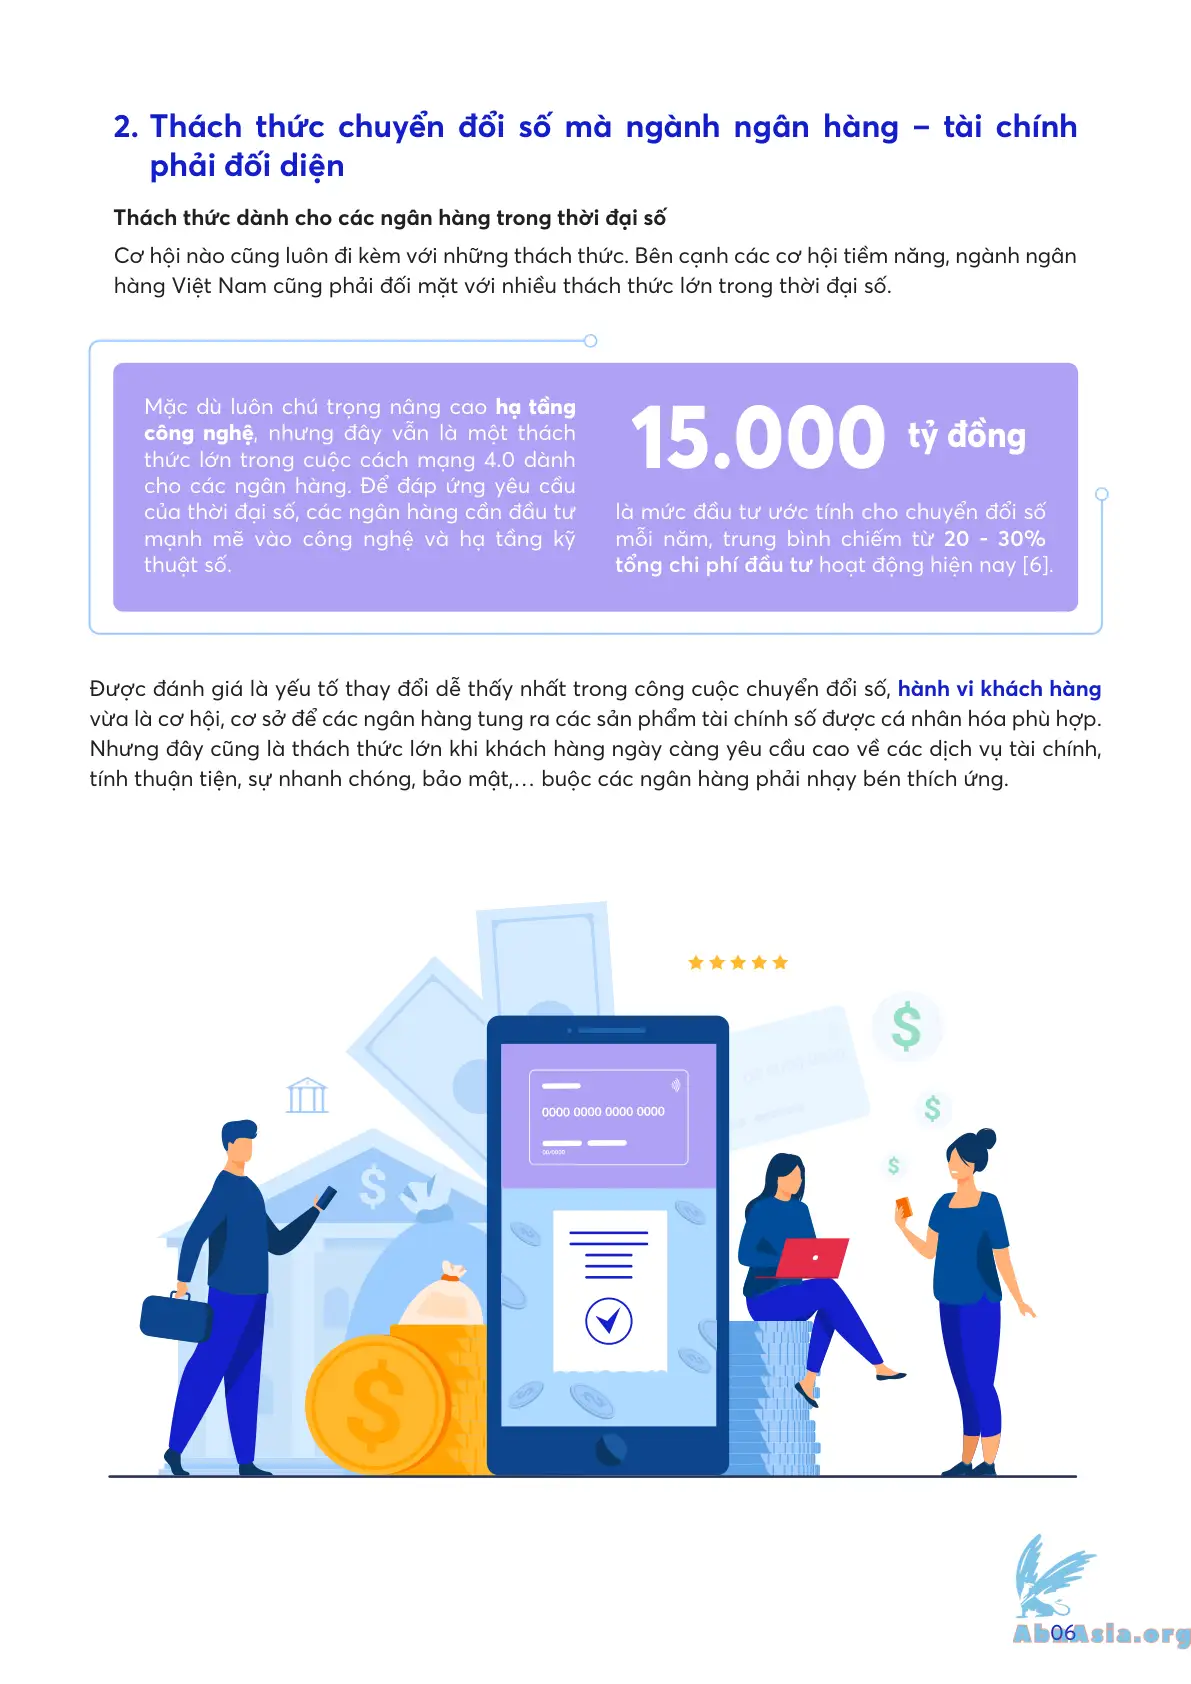 2. Thách thức chuyển đổi số mà ngành ngân hàng – tài chính
phải đối diện
Thách thức dành cho các ngân hàng trong thời đại số
Cơ hội nào cũng luôn đi kèm với những thách thức. Bên cạnh các cơ hội tiềm năng, ngành ngân
hàng Việt Nam cũng phải đối mặt với nhiều thách thức lớn trong thời đại số.
Mặc dù luôn chú trọng nâng cao hạ tầng
công nghệ, nhưng đây vẫn là một thách
thức lớn trong cuộc cách mạng 4.0 dành
cho các ngân hàng. Để đáp ứng yêu cầu
của thời đại số, các ngân hàng cần đầu tư
mạnh mẽ vào công nghệ và hạ tầng kỹ
thuật số.
15.000 tỷ đồng
là mức đầu tư ước tính cho chuyển đổi số
mỗi năm, trung bình chiếm từ 20 - 30%
tổng chi phí đầu tư hoạt động hiện nay [6].
Được đánh giá là yếu tố thay đổi dễ thấy nhất trong công cuộc chuyển đổi số, hành vi khách hàng
vừa là cơ hội, cơ sở để các ngân hàng tung ra các sản phẩm tài chính số được cá nhân hóa phù hợp.
Nhưng đây cũng là thách thức lớn khi khách hàng ngày càng yêu cầu cao về các dịch vụ tài chính,
tính thuận tiện, sự nhanh chóng, bảo mật,… buộc các ngân hàng phải nhạy bén thích ứng.
0000 0000 0000 0000
00/0000
06
AbuAsia.org